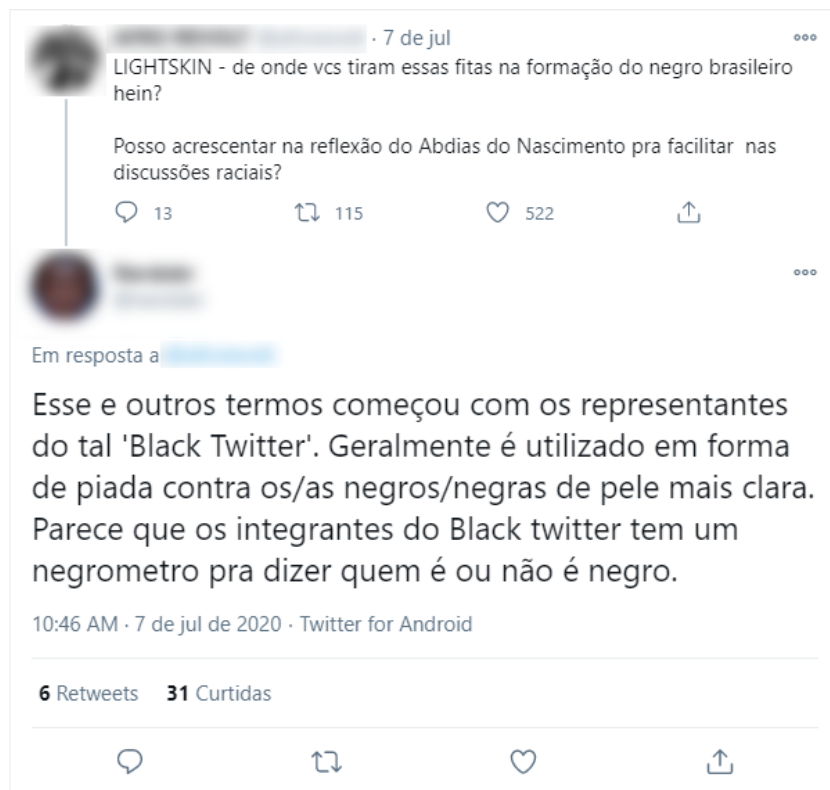 · 7 de jul
LIGHTSKIN - de onde vcs tiram essas fitas na formação do negro brasileiro
hein?
Posso acrescentar na reflexão do Abdias do Nascimento pra facilitar nas
discussões raciais?
13 115 522
Em resposta a
Esse e outros termos começou com os representantes
do tal 'Black Twitter'. Geralmente é utilizado em forma
de piada contra os/as negros/negras de pele mais clara.
Parece que os integrantes do Black twitter tem um
negrometro pra dizer quem é ou não é negro.
10:46 AM · 7 de jul de 2020 · Twitter for Android
6 Retweets 31 Curtidas